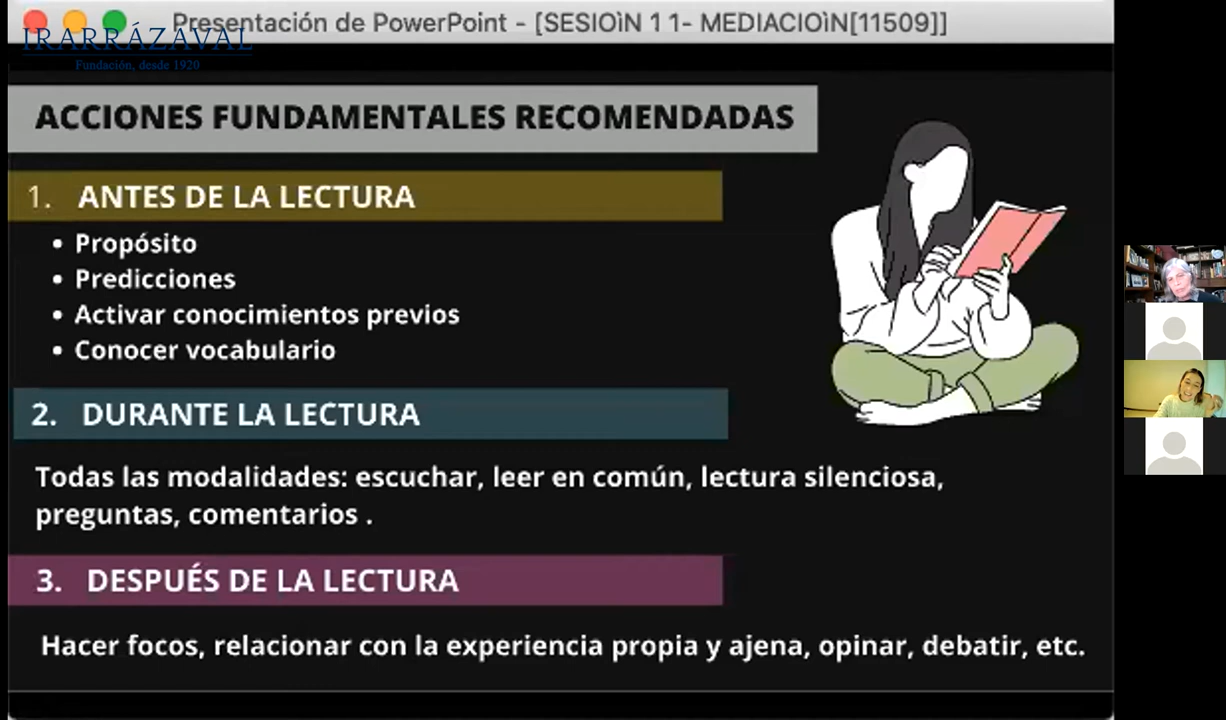 Presentación de PowerPoint - [SESIOÌN 1 1- MEDIACIOÌN[11509]]
IRARRÁZAVAL
Fundación, desde 1920
ACCIONES FUNDAMENTALES RECOMENDADAS
1. ANTES DE LA LECTURA
• Propósito
• Predicciones
• Activar conocimientos previos
• Conocer vocabulario
2. DURANTE LA LECTURA
Todas las modalidades: escuchar, leer en común, lectura silenciosa,
preguntas, comentarios .
3. DESPUÉS DE LA LECTURA
Hacer focos, relacionar con la experiencia propia y ajena, opinar, debatir, etc.